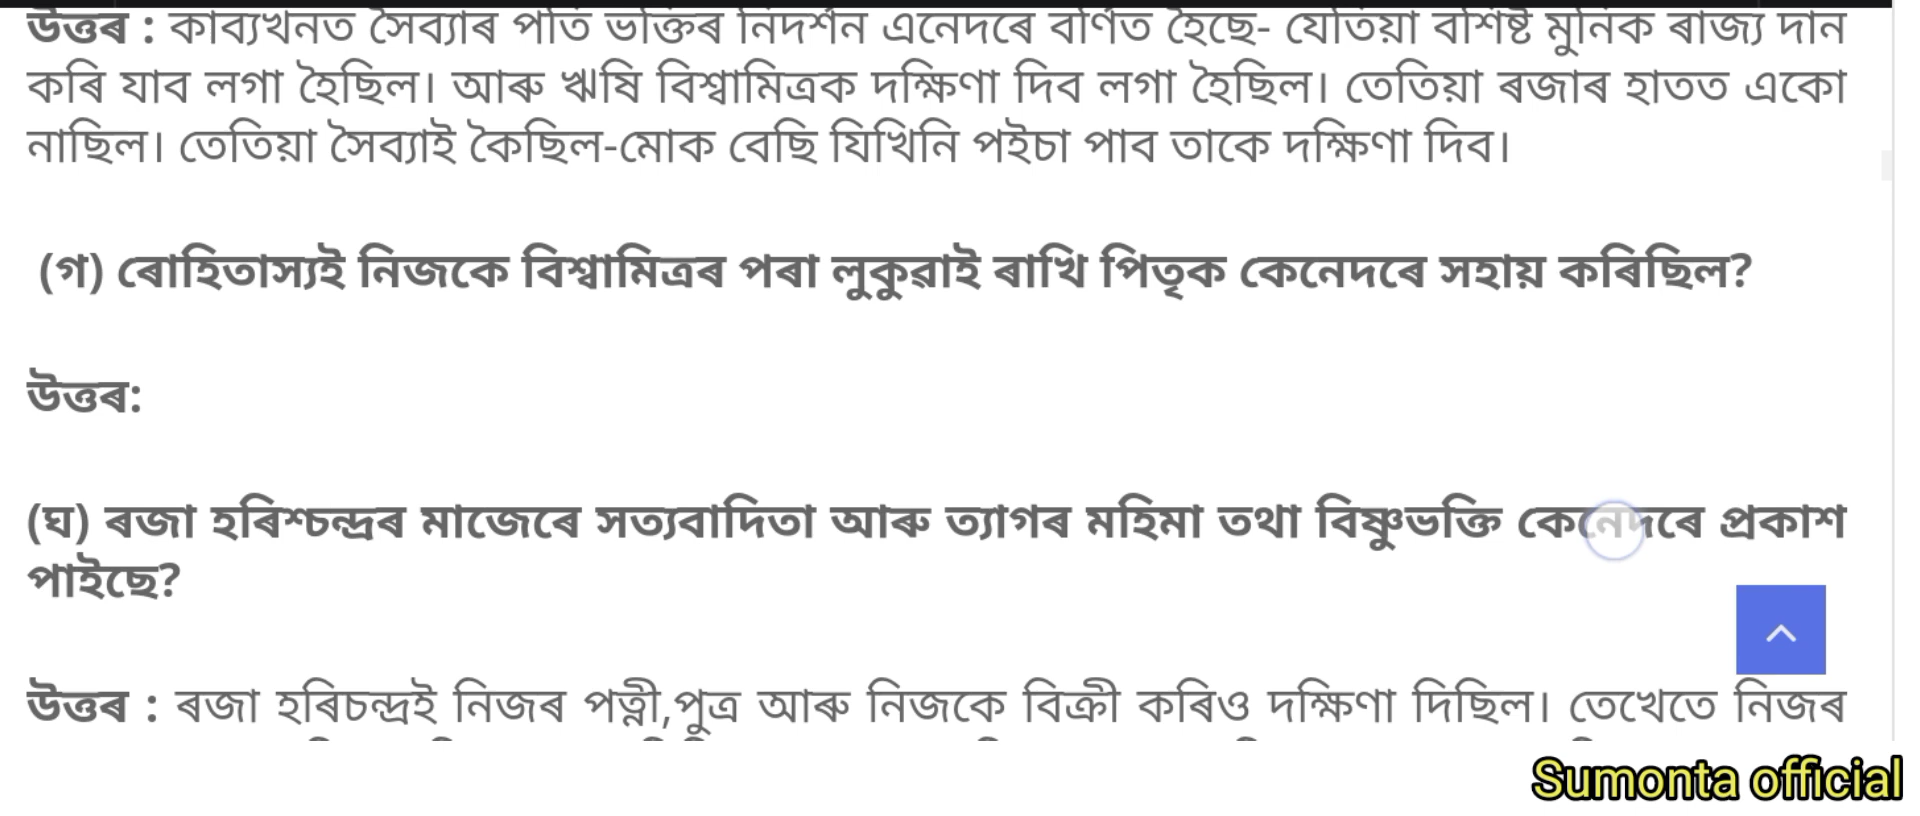 উত্তৰ : কাব্যখনত সৈব্যাৰ পতি ভক্তিৰ নিদৰ্শন এনেদৰে বৰ্ণিত হৈছে- যেতিয়া বশিষ্ট মুনিক ৰাজ্য দান
কৰি যাব লগা হৈছিল। আৰু ঋষি বিশ্বামিত্ৰক দক্ষিণা দিব লগা হৈছিল। তেতিয়া ৰজাৰ হাতত একো
নাছিল। তেতিয়া সৈব্যাই কৈছিল-মোক বেছি যিখিনি পইচা পাব তাকে দক্ষিণা দিব।
(গ) ৰোহিতাস্যই নিজকে বিশ্বামিত্ৰৰ পৰা লুকুৱাই ৰাখি পিতৃক কেনেদৰে সহায় কৰিছিল?
উত্তৰ:
(ঘ) ৰজা হৰিশ্চন্দ্ৰৰ মাজেৰে সত্যবাদিতা আৰু ত্যাগৰ মহিমা তথা বিষ্ণুভক্তি কেনেদৰে প্ৰকাশ
পাইছে?
উত্তৰ : ৰজা হৰিচন্দ্ৰই নিজৰ পত্নী,পুত্ৰ আৰু নিজকে বিক্ৰী কৰিও দক্ষিণা দিছিল। তেখেতে নিজৰ
Sumonta official